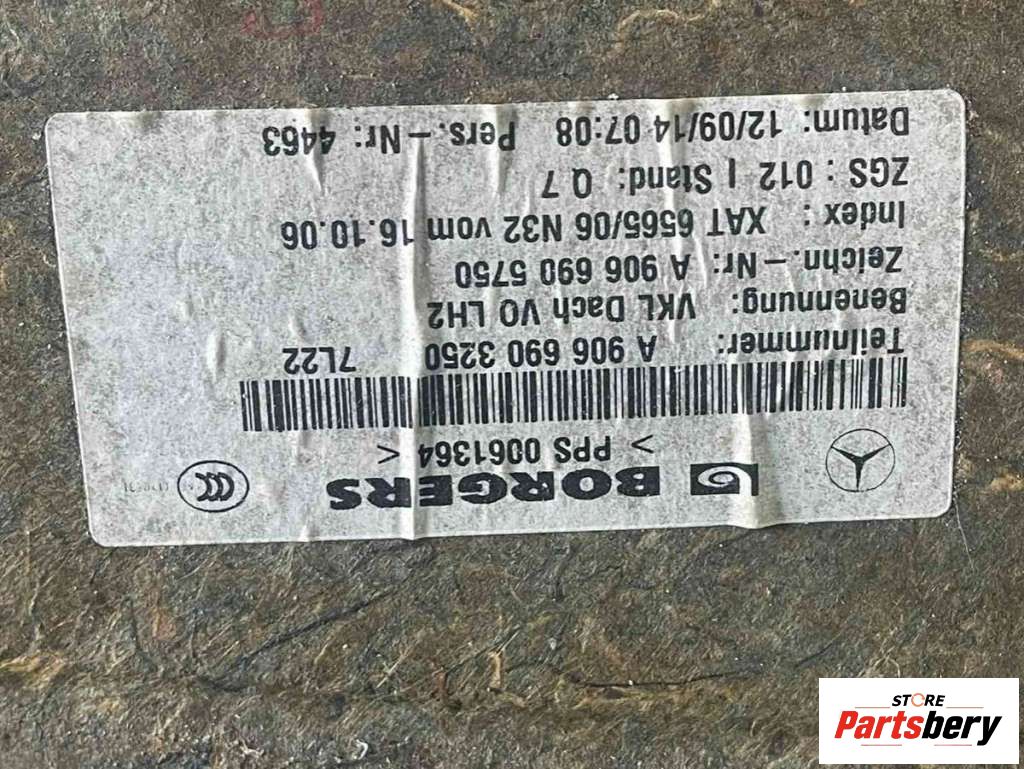 BORGERS
> PPS 0061364 <
Teilnummer: A 906 690 3250 7L22
Benennung: VKL Dach VO LH2
Zeichn.-Nr: A 906 690 5750
Index : XAT 6565/06 N32 vom 16.10.06
ZGS : 012 | Stand: Q 7
Datum: 12/09/14 07:08 Pers.-Nr: 4463
STORE
Partsbery